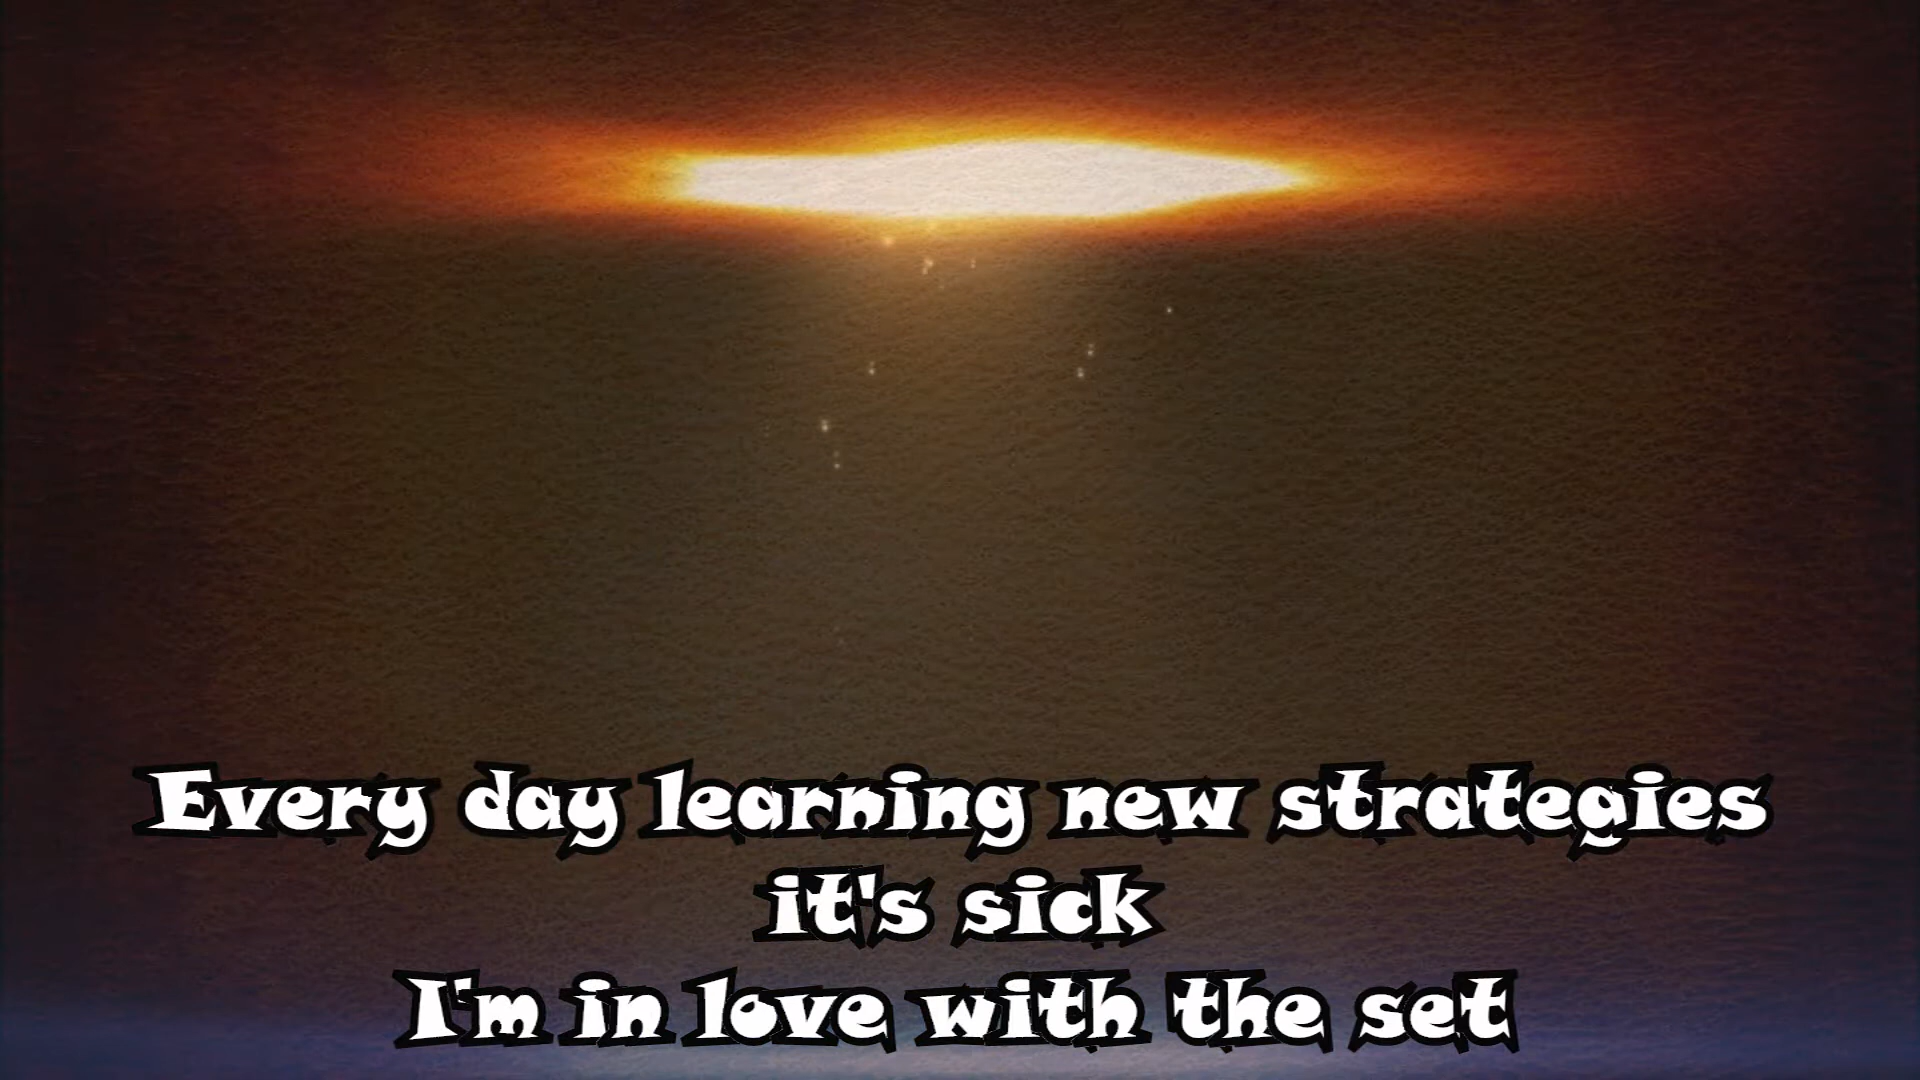 Every day learning new strategies
it's sick
I'm in love with the set